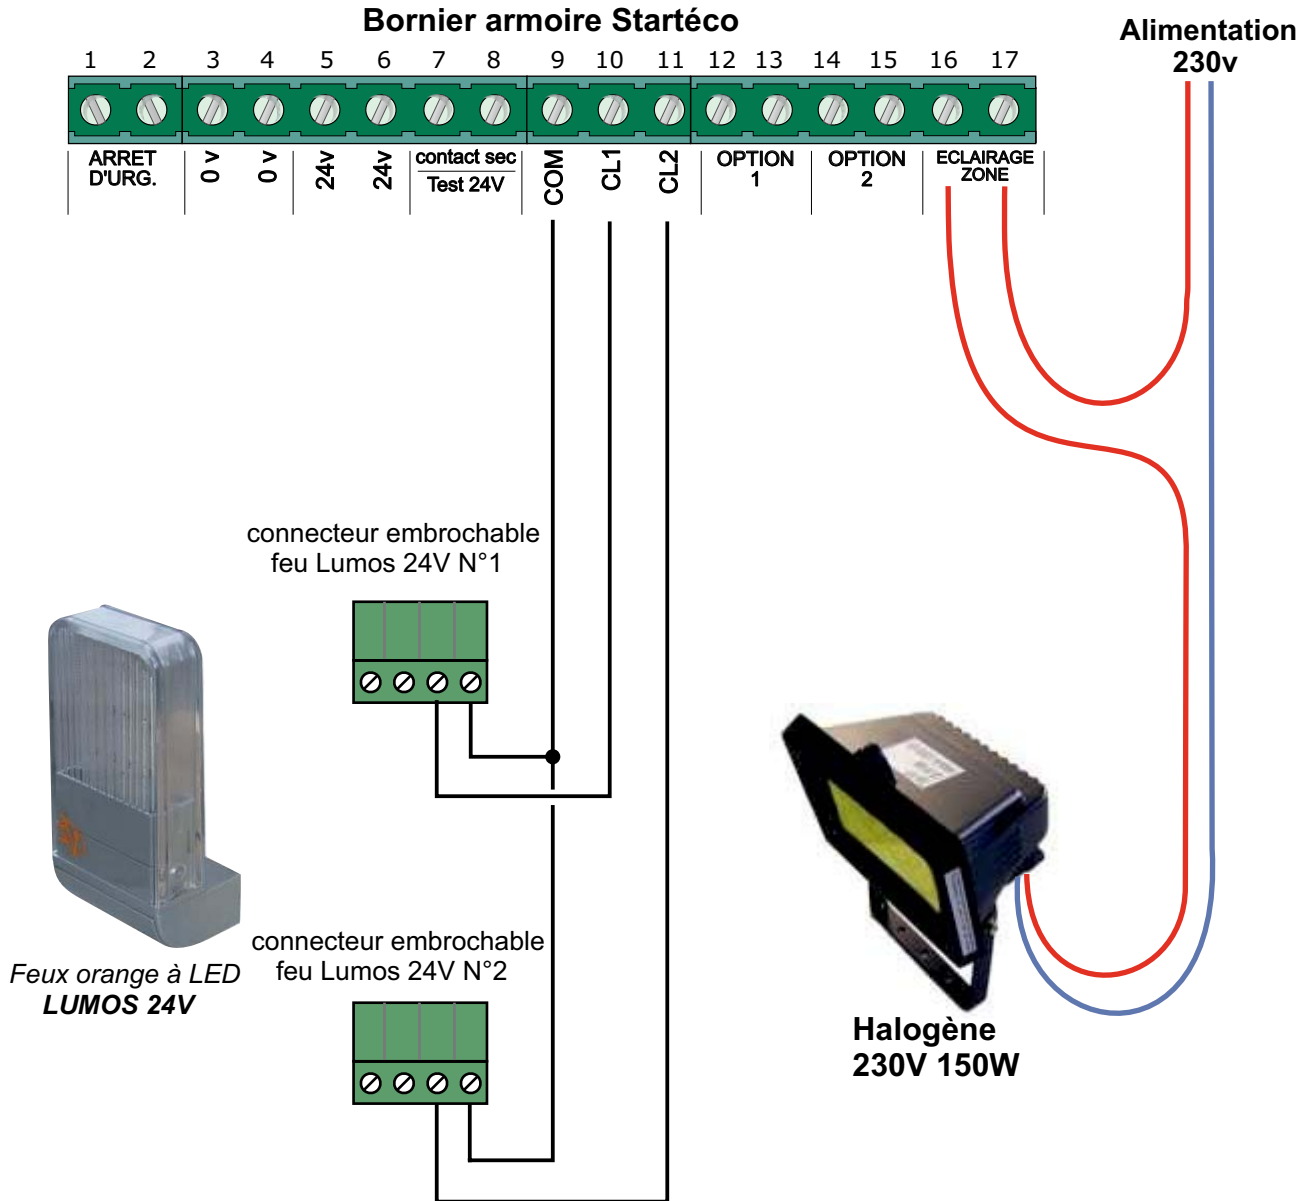 Bornier armoire Startéco
Alimentation
230v
1 2 3 4 5 6 7 8 9 10 11 12 13 14 15 16 17
ARRET
D'URG.
0 v
0 v
24v
24v
contact sec
Test 24V
COM
CL1
CL2
OPTION
1
OPTION
2
ECLAIRAGE
ZONE
connecteur embrochable
feu Lumos 24V N°1
connecteur embrochable
feu Lumos 24V N°2
Feux orange à LED
LUMOS 24V
Halogène
230V 150W